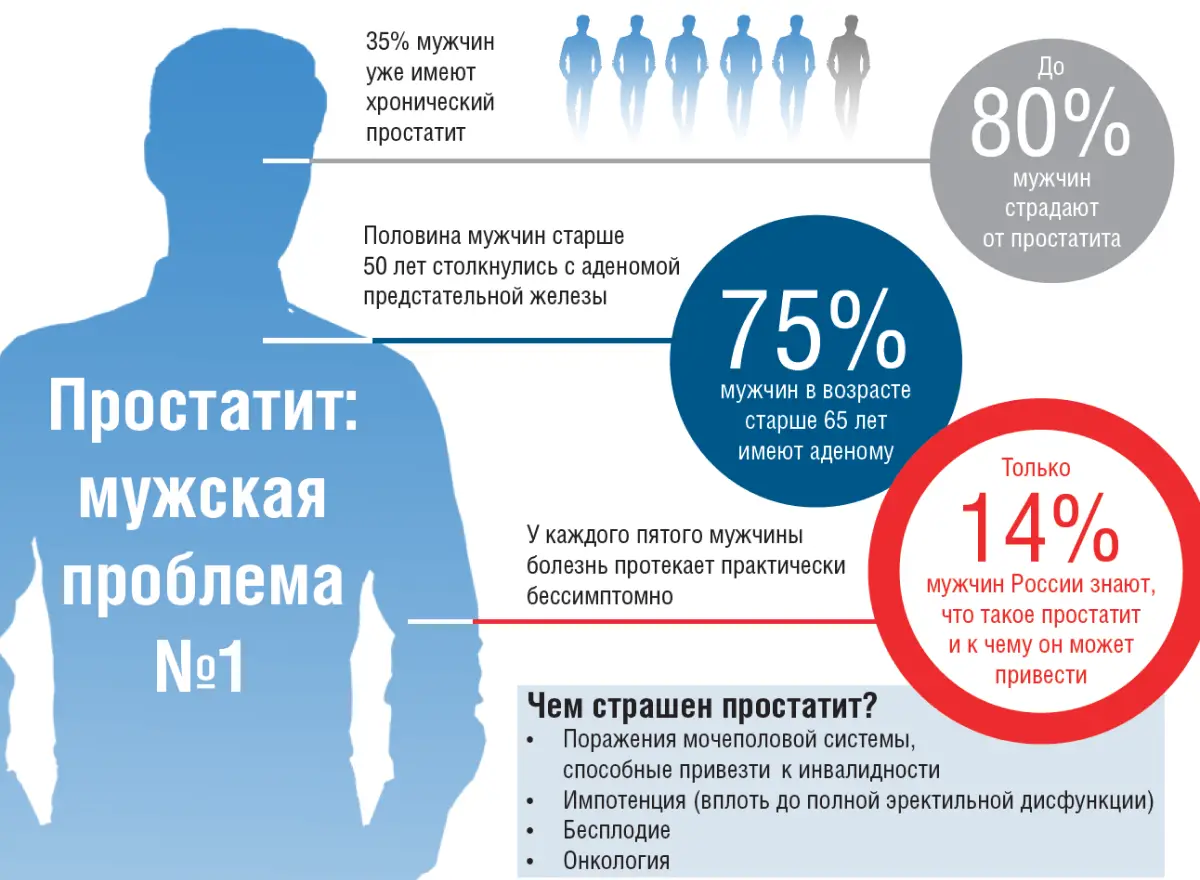 35% мужчин
уже имеют
хронический
простатит
До
80%
мужчин
страдают
от простатита
Половина мужчин старше
50 лет столкнулись с аденомой
предстательной железы
75%
мужчин в возрасте
старше 65 лет
имеют аденому
Простатит:
мужская
проблема
№1
Только
14%
мужчин России знают,
что такое простатит
и к чему он может
привести
У каждого пятого мужчины
болезнь протекает практически
бессимптомно
Чем страшен простатит?
• Поражения мочеполовой системы,
способные привезти к инвалидности
• Импотенция (вплоть до полной эректильной дисфункции)
• Бесплодие
• Онкология